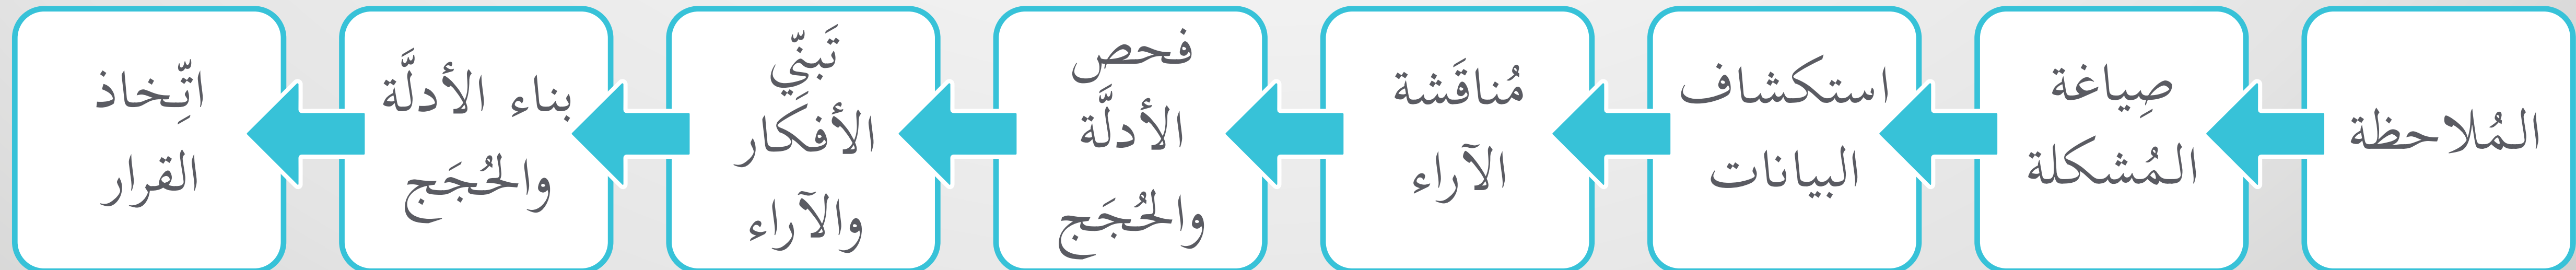 المُلاحظة
صِياغة
المُشكلة
استكشاف
البيانات
مُناقَشة
الآراء
فحص
الأدلَّة
والحُجَج
تَبنّي
الأفكار
والآراء
بناء الأدلَّة
والحُجَج
اتِّخاذ
القرار